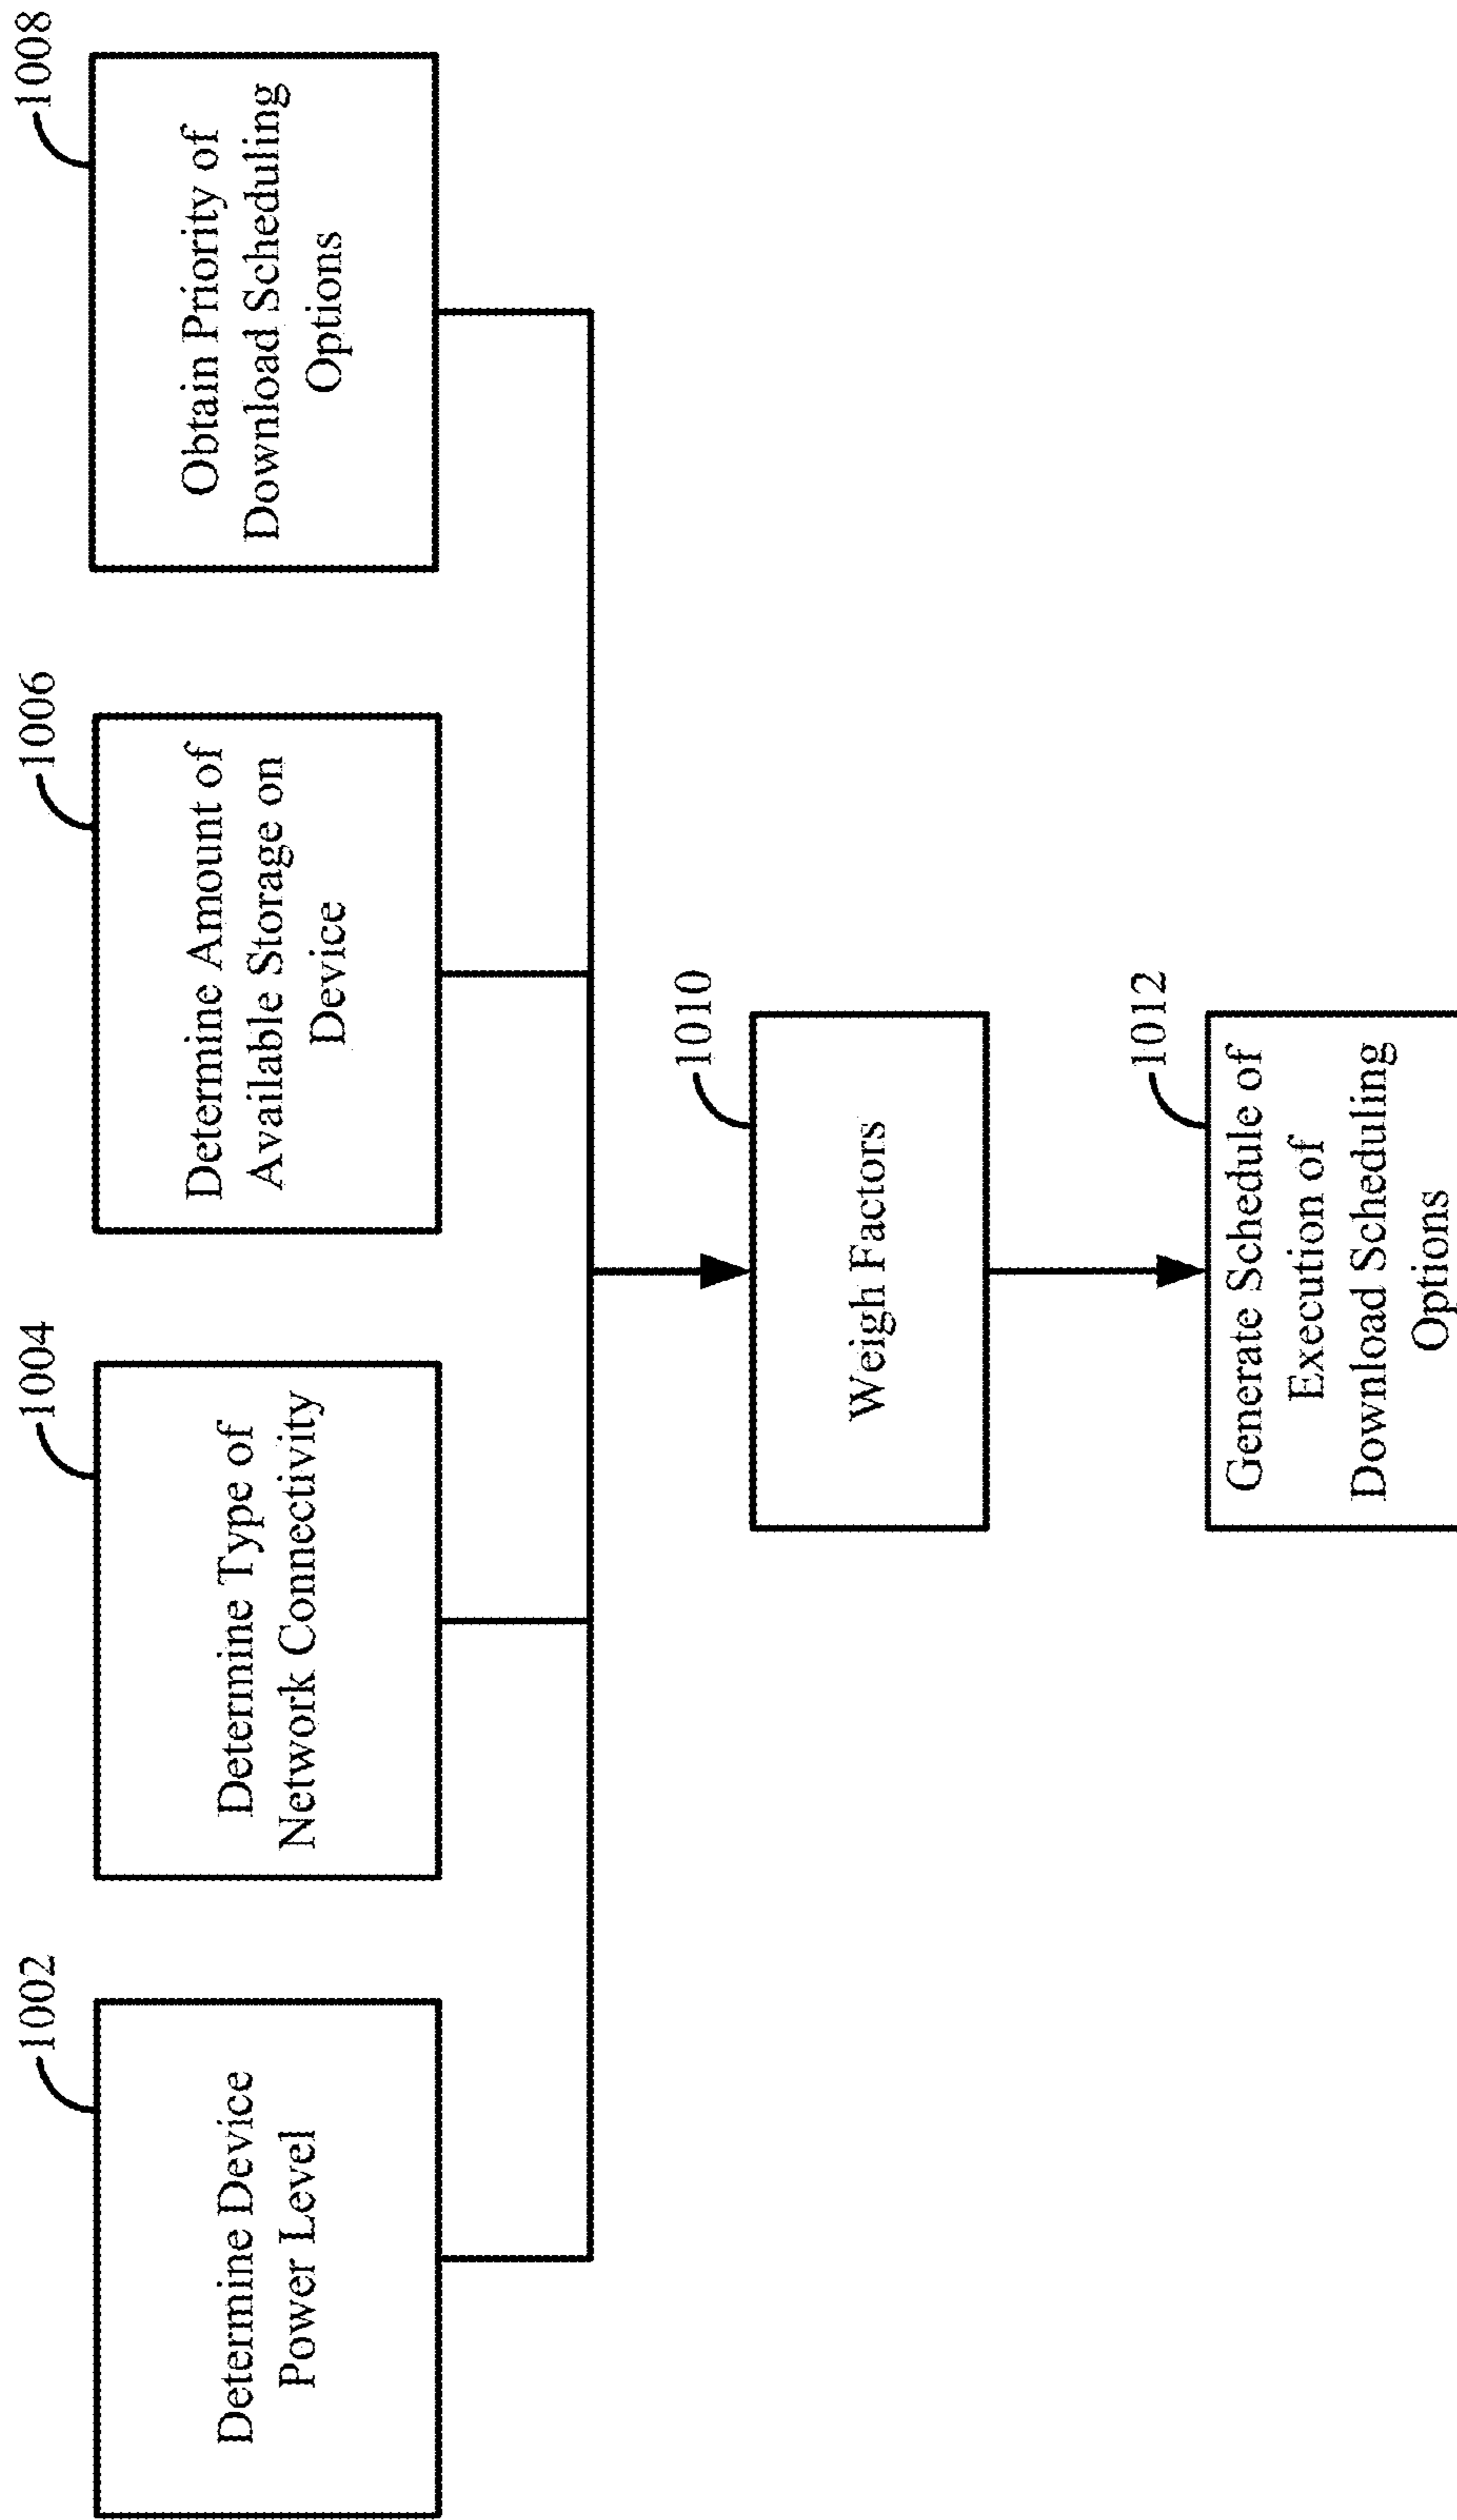 1002
Determine Device
Power Level
1004
Determine Type of
Network Connectivity
1006
Determine Amount of
Available Storage on
Device
1008
Obtain Priority of
Download Scheduling
Options
1010
Weigh Factors
1012
Generate Schedule of
Execution of
Download Scheduling
Options